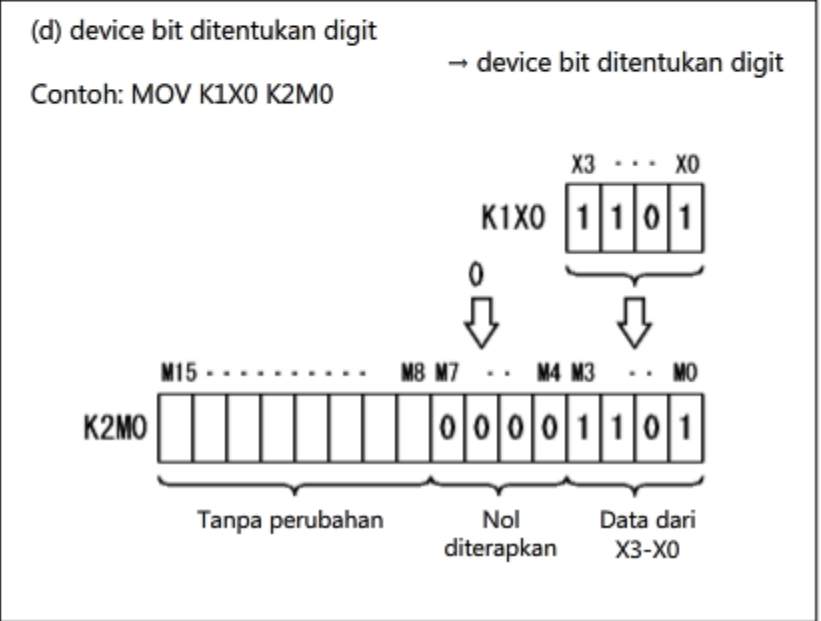 (d) device bit ditentukan digit
→ device bit ditentukan digit
Contoh: MOV K1X0 K2M0
X3 ··· X0
K1X0 1 1 0 1
0
M15 ·········· M8 M7 ·· M4 M3 ·· M0
K2M0 0 0 0 0 1 1 0 1
Tanpa perubahan Nol Data dari
diterapkan X3-X0